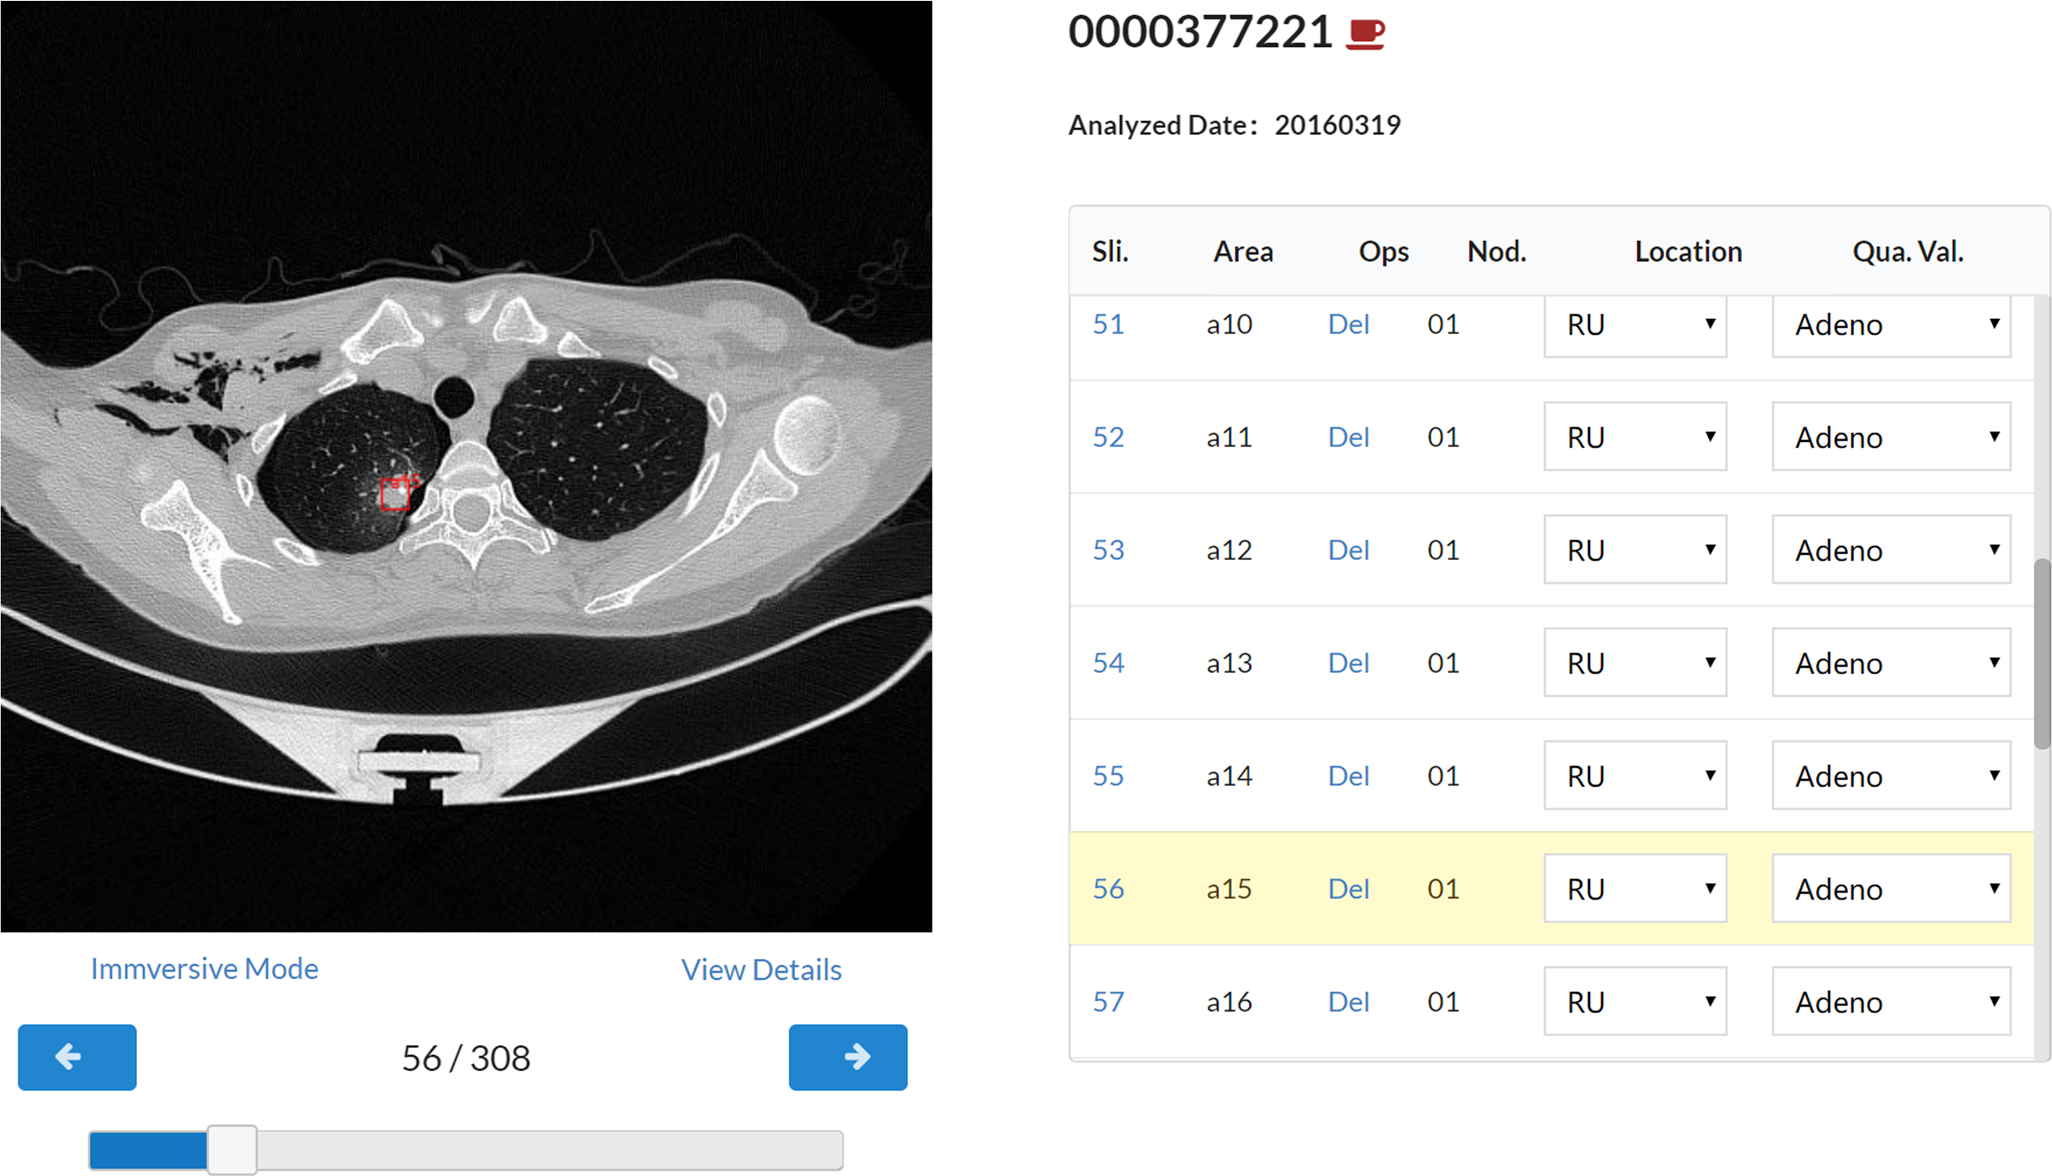 0000377221
Analyzed Date: 20160319
Sli. Area Ops Nod. Location Qua. Val.
51 a10 Del 01 RU Adeno
52 a11 Del 01 RU Adeno
53 a12 Del 01 RU Adeno
54 a13 Del 01 RU Adeno
55 a14 Del 01 RU Adeno
56 a15 Del 01 RU Adeno
57 a16 Del 01 RU Adeno
a15
Immversive Mode View Details
56 / 308